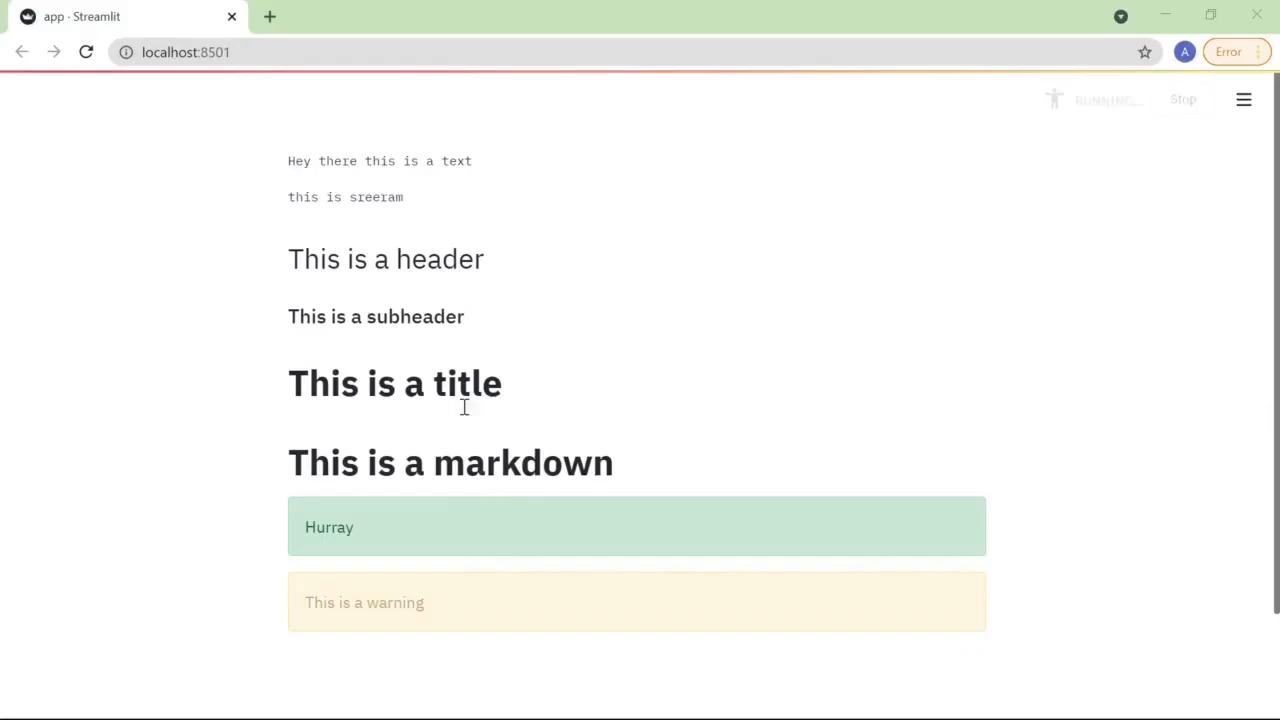 app · Streamlit
localhost:8501
A
Error
RUNNING...
Stop
Hey there this is a text
this is sreeram
This is a header
This is a subheader
This is a title
This is a markdown
Hurray
This is a warning